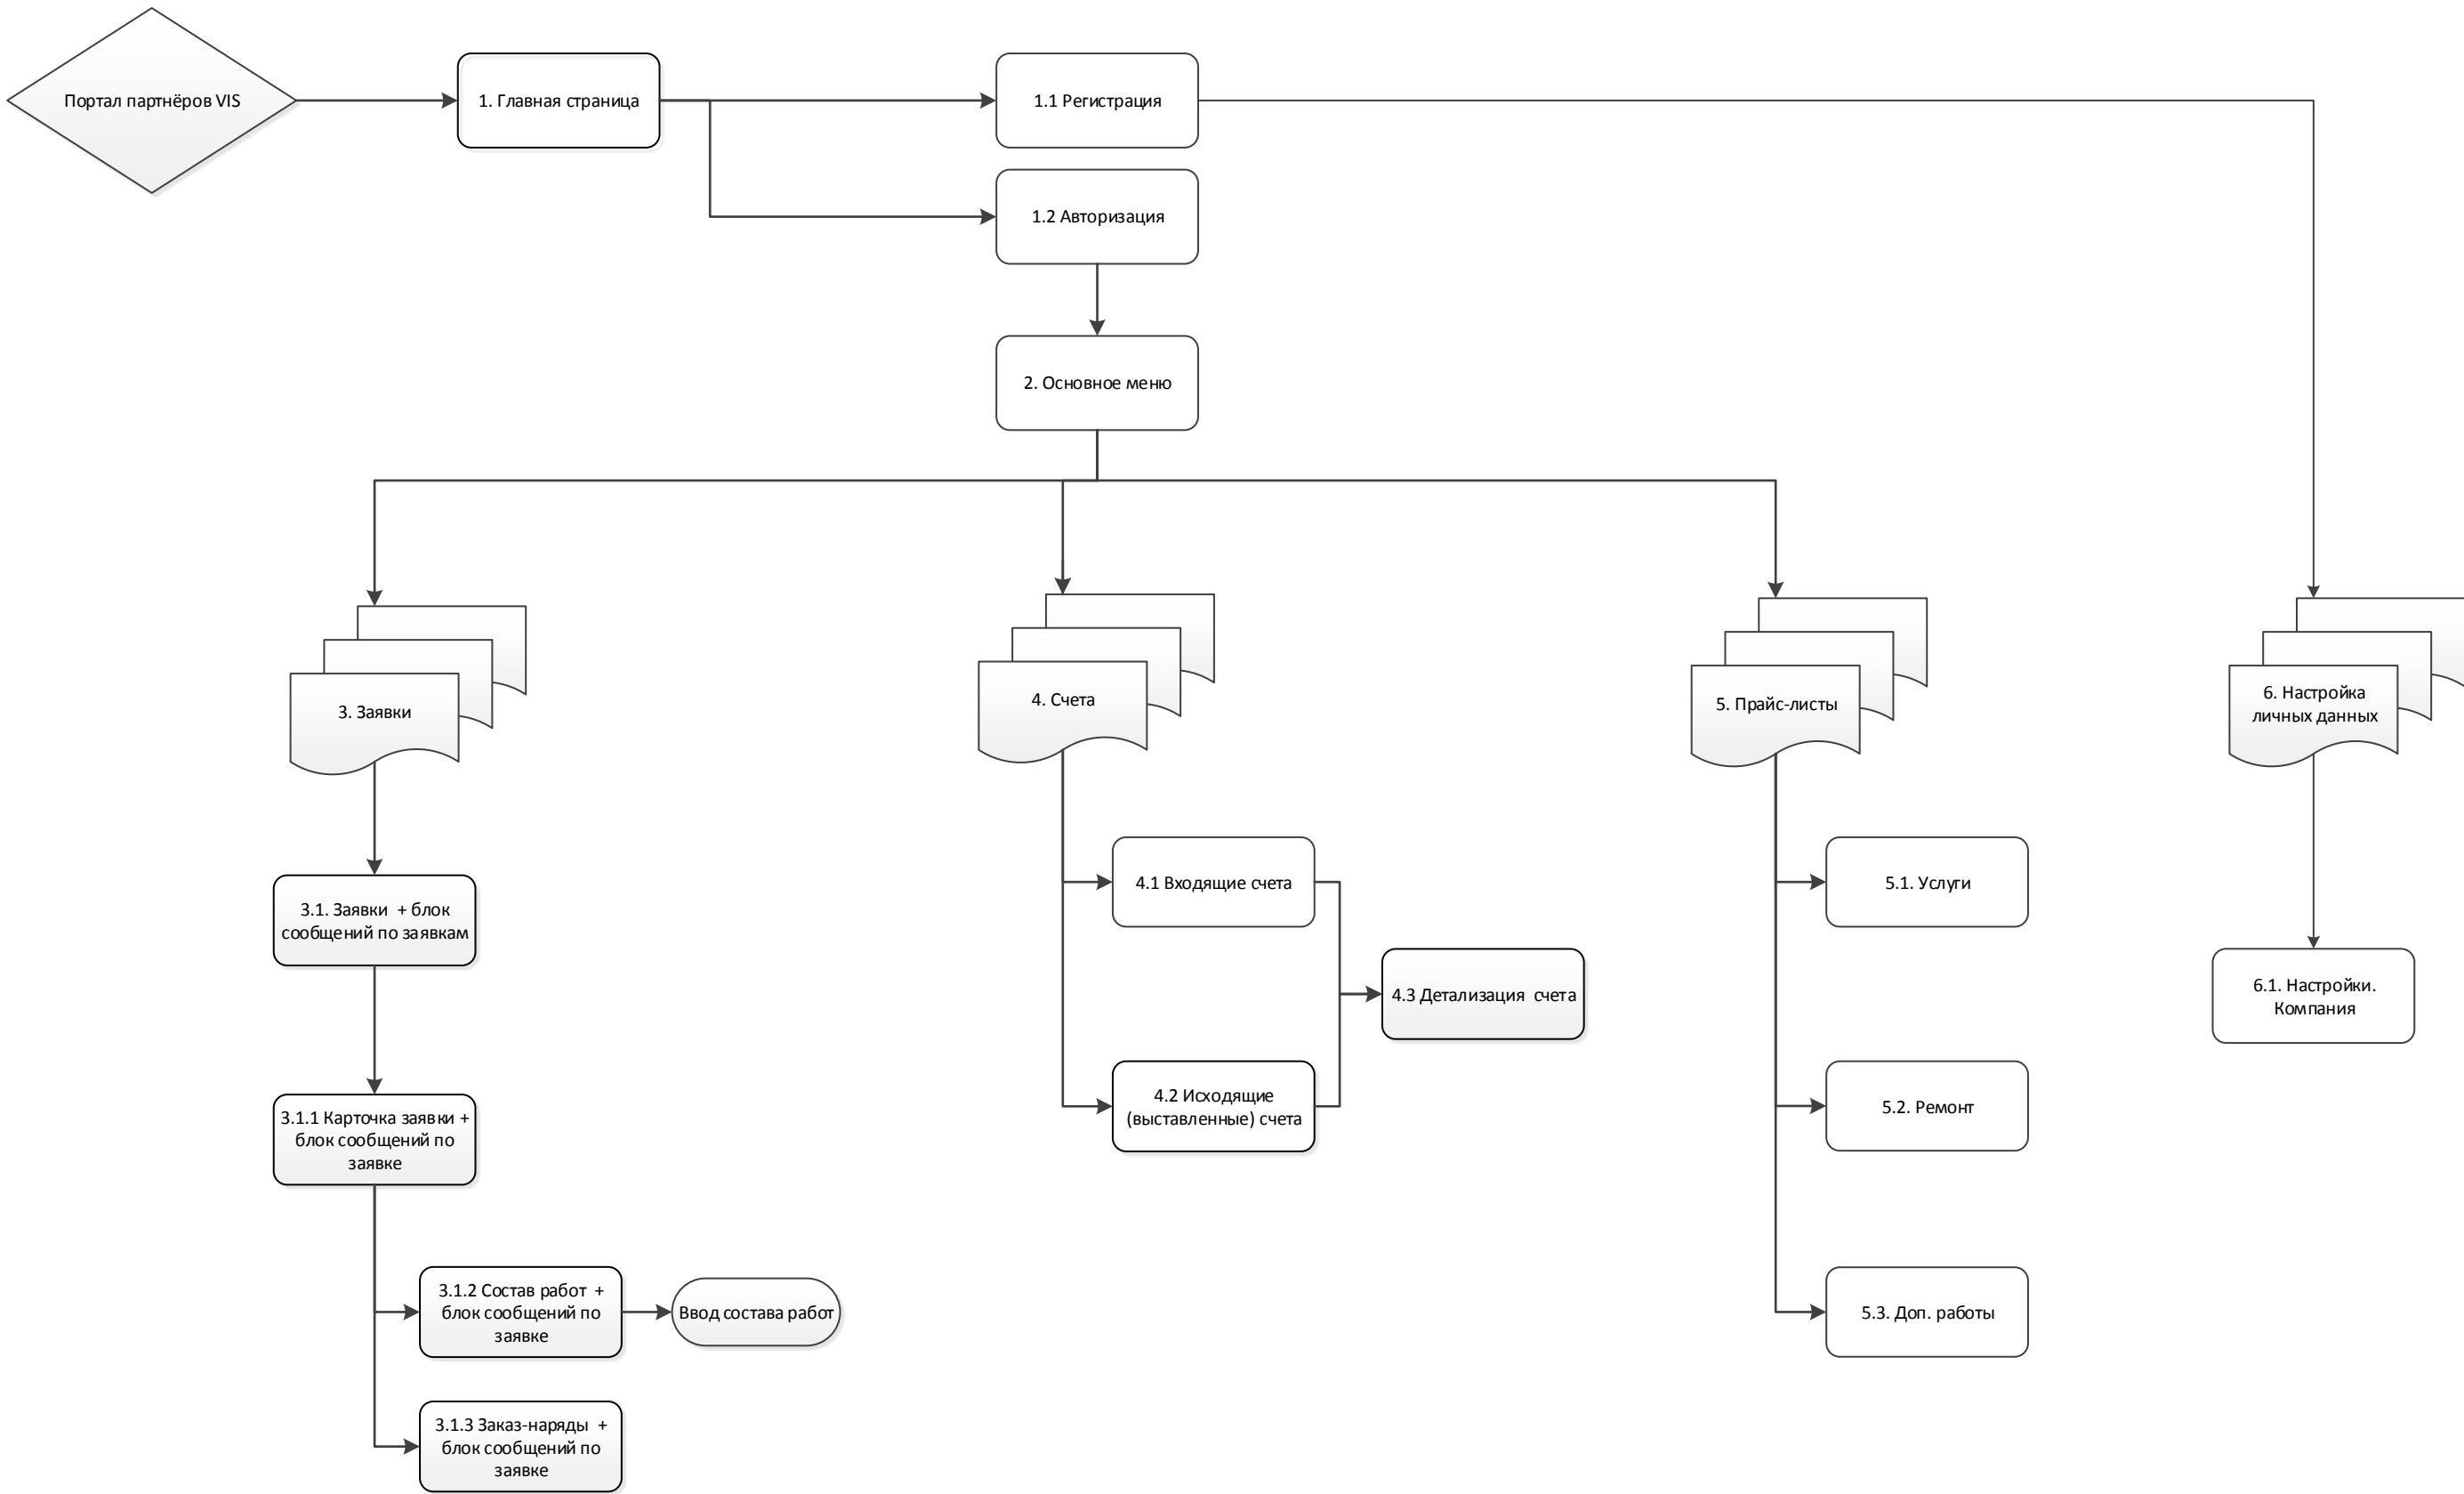 Портал партнёров VIS
1. Главная страница
1.1 Регистрация
1.2 Авторизация
2. Основное меню
3. Заявки
4. Счета
5. Прайс-листы
6. Настройка
личных данных
3.1. Заявки + блок
сообщений по заявкам
4.1 Входящие счета
5.1. Услуги
4.3 Детализация счета
6.1. Настройки.
Компания
3.1.1 Карточка заявки +
блок сообщений по
заявке
4.2 Исходящие
(выставленные) счета
5.2. Ремонт
3.1.2 Состав работ +
блок сообщений по
заявке
Ввод состава работ
5.3. Доп. работы
3.1.3 Заказ-наряды +
блок сообщений по
заявке